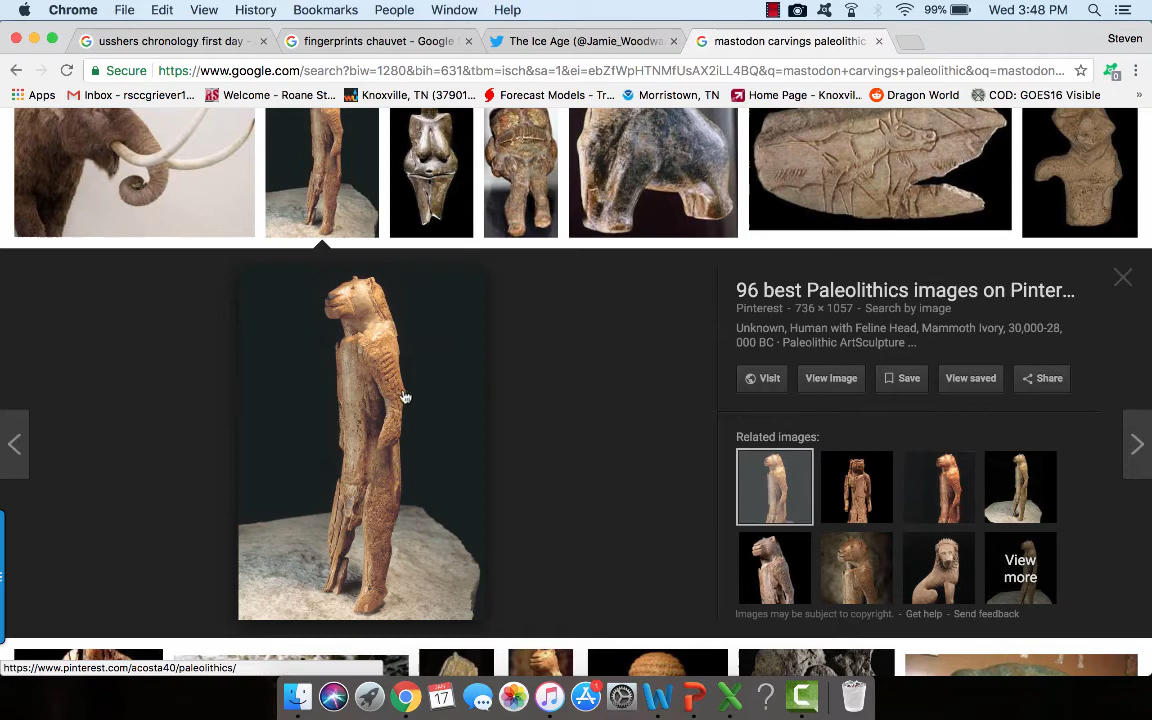 Chrome File Edit View History Bookmarks People Window Help 99% Wed 3:48 PM
usshers chronology first day - fingerprints chauvet - Google The Ice Age (@Jamie_Woodwa mastodon carvings paleolithic Steven
Secure https://www.google.com/search?biw=1280&bih=631&tbm=isch&sa=1&ei=ebZfWpHTNMfUsAX2iLL4BQ&q=mastodon+carvings+paleolithic&oq=mastodon... 0
Apps Inbox - rsccgriever1... Welcome - Roane St... Knoxville, TN (37901... Forecast Models - Tr... Morristown, TN Home Page - Knoxvil... Dragon World COD: GOES16 Visible »
96 best Paleolithics images on Pinter...
Pinterest - 736 × 1057 - Search by image
Unknown, Human with Feline Head, Mammoth Ivory, 30,000-28,
000 BC · Paleolithic ArtSculpture ...
Visit View image Save View saved Share
Related images:
View
more
Images may be subject to copyright. - Get help - Send feedback
https://www.pinterest.com/acosta40/paleolithics/
JAN
17
1